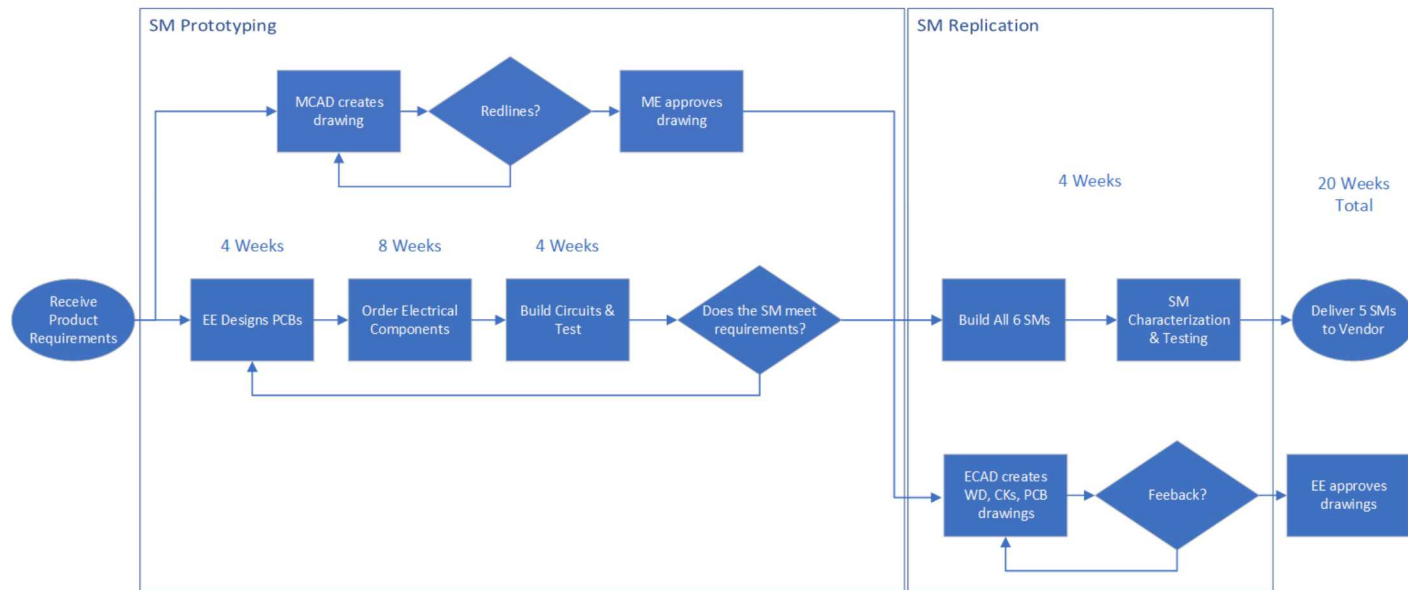 SM Prototyping
SM Replication
MCAD creates
drawing
Redlines?
ME approves
drawing
4 Weeks
20 Weeks
Total
4 Weeks
8 Weeks
4 Weeks
Receive
Product
Requirements
EE Designs PCBs
Order Electrical
Components
Build Circuits &
Test
Does the SM meet
requirements?
Build All 6 SMs
SM
Characterization
& Testing
Deliver 5 SMs
to Vendor
ECAD creates
WD, CKs, PCB
drawings
Feeback?
EE approves
drawings